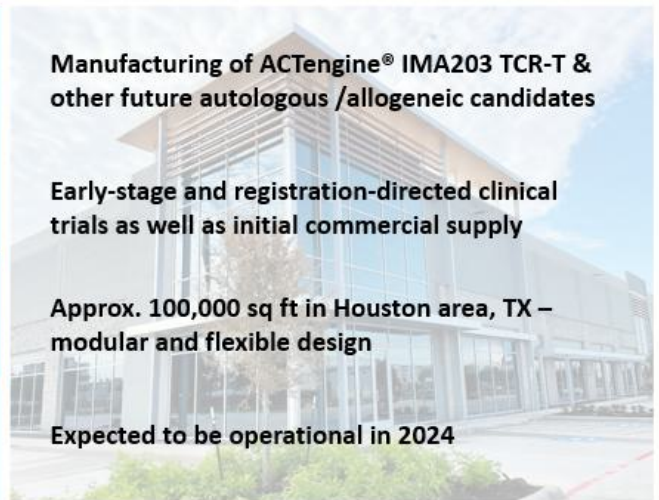 Manufacturing of ACTengine® IMA203 TCR-T &
other future autologous /allogeneic candidates
Early-stage and registration-directed clinical
trials as well as initial commercial supply
Approx. 100,000 sq ft in Houston area, TX –
modular and flexible design
Expected to be operational in 2024